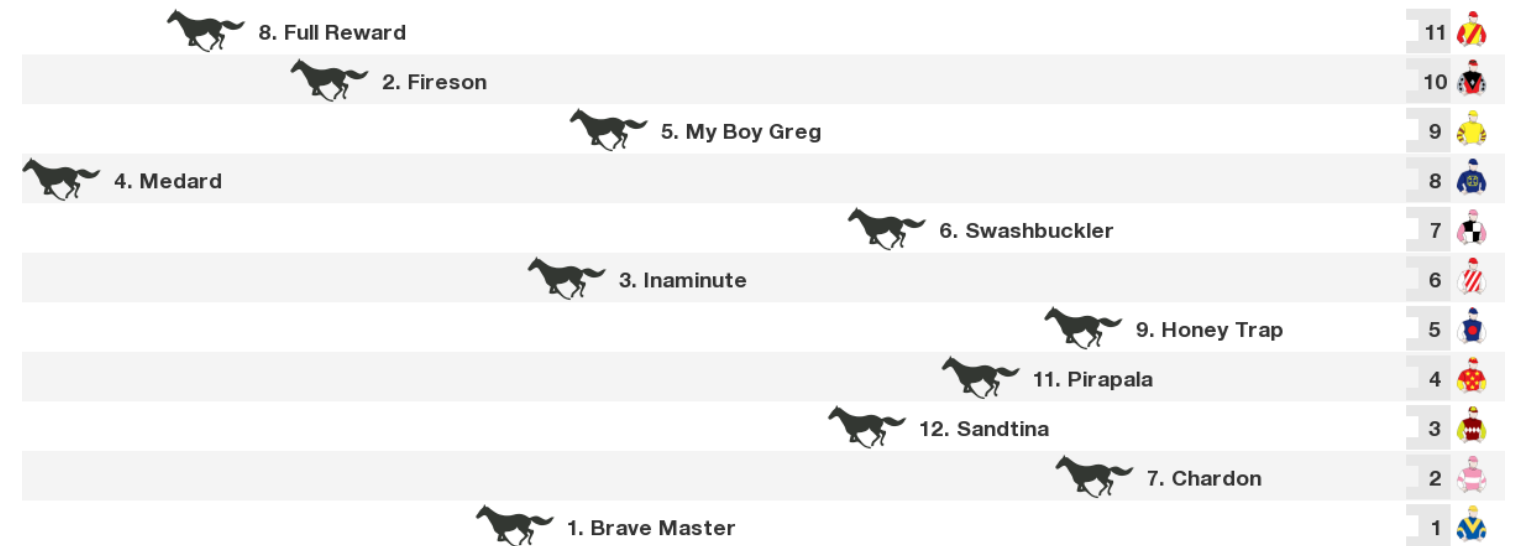 8. Full Reward 11
2. Fireson 10
5. My Boy Greg 9
4. Medard 8
6. Swashbuckler 7
3. Inaminute 6
9. Honey Trap 5
11. Pirapala 4
12. Sandtina 3
7. Chardon 2
1. Brave Master 1